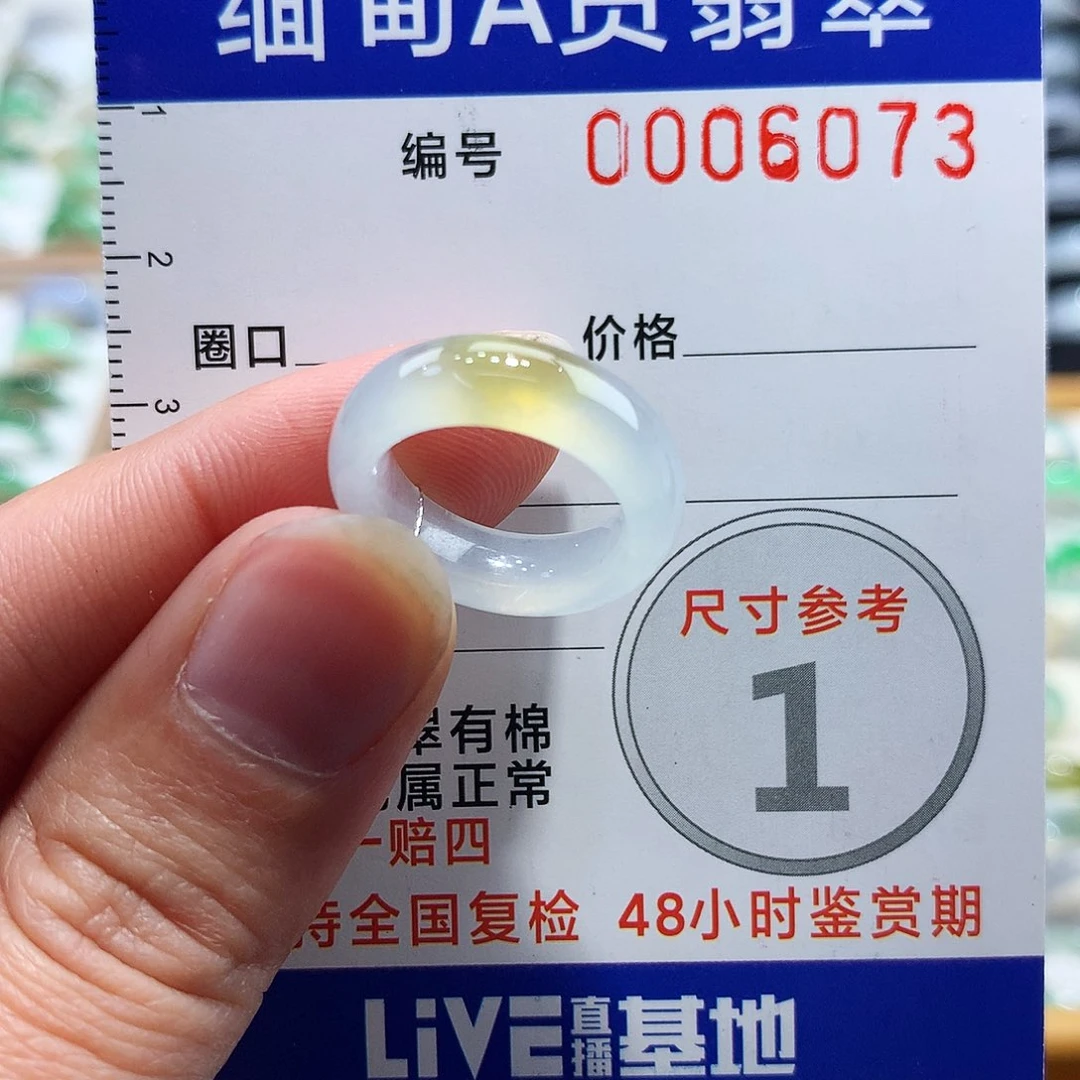 缅甸A货翡翠
编号 0006073
1
2
圈口 价格
3
尺寸参考
1
翠有棉
属正常
一赔四
持全国复检 48小时鉴赏期
LiVE直播基地